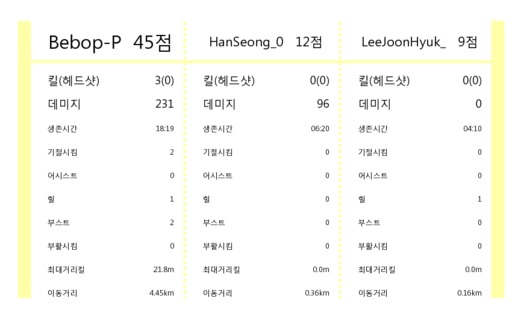 Bebop-P 45점 HanSeong_0 12점 LeeJoonHyuk_ 9점
킬(헤드샷) 3(0) 킬(헤드샷) 0(0) 킬(헤드샷) 0(0)
데미지 231 데미지 96 데미지 0
생존시간 18:19 생존시간 06:20 생존시간 04:10
기절시킴 2 기절시킴 0 기절시킴 0
어시스트 0 어시스트 0 어시스트 0
힐 1 힐 0 힐 1
부스트 2 부스트 0 부스트 0
부활시킴 0 부활시킴 0 부활시킴 0
최대거리킬 21.8m 최대거리킬 0.0m 최대거리킬 0.0m
이동거리 4.45km 이동거리 0.36km 이동거리 0.16km